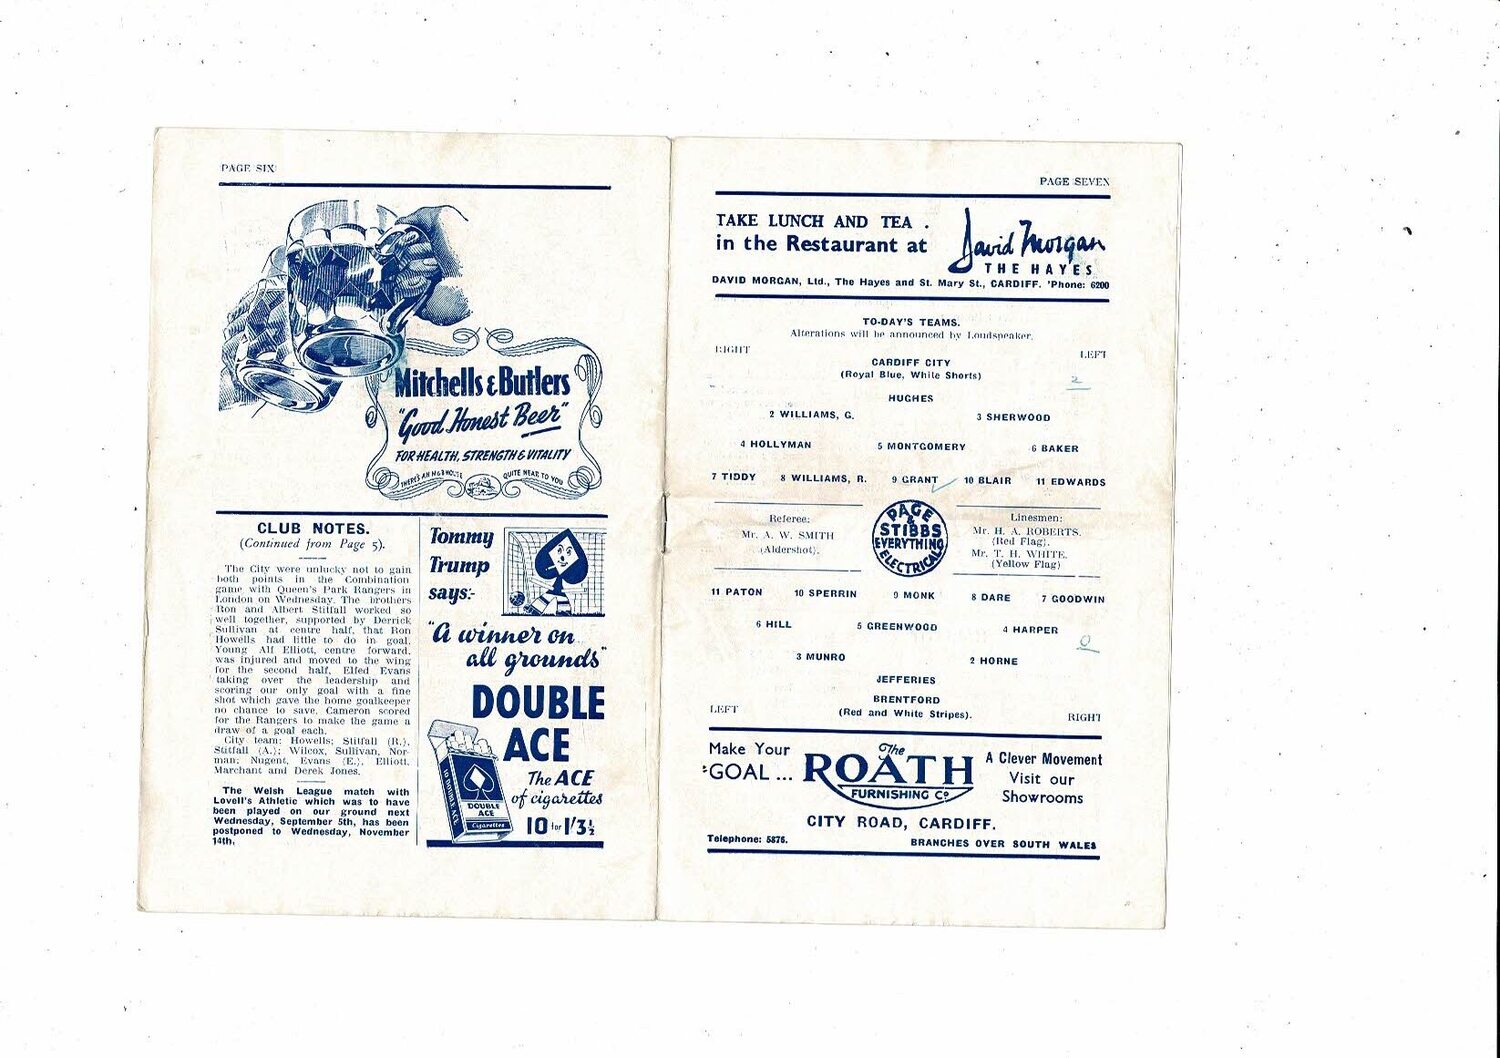 PAGE SIX
Mitchells & Butlers
"Good Honest Beer"
FOR HEALTH, STRENGTH & VITALITY
THERE'S AN M&B HOUSE QUITE NEAR TO YOU
CLUB NOTES.
(Continued from Page 5).
The City were unlucky not to gain
both points in the Combination
game with Queen's Park Rangers in
London on Wednesday. The brothers
Ron and Albert Stitfall worked so
well together, supported by Derrick
Sullivan at centre half, that Ron
Howells had little to do in goal.
Young Alf Elliott, centre forward,
was injured and moved to the wing
for the second half, Elfed Evans
taking over the leadership and
scoring our only goal with a fine
shot which gave the home goalkeeper
no chance to save. Cameron scored
for the Rangers to make the game a
draw of a goal each.
City team: Howells; Stitfall (R.),
Stitfall (A.); Wilcox, Sullivan, Nor-
man; Nugent, Evans (E.), Elliott,
Marchant and Derek Jones.
The Welsh League match with
Lovell's Athletic which was to have
been played on our ground next
Wednesday, September 5th, has been
postponed to Wednesday, November
14th.
Tommy
Trump
says:-
"A winner on
all grounds"
DOUBLE
ACE
The ACE
of cigarettes
10 for 1/3½
10 DOUBLE ACE
DOUBLE
ACE
Cigarettes
PAGE SEVEN
TAKE LUNCH AND TEA .
in the Restaurant at
David Morgan
THE HAYES
DAVID MORGAN, Ltd., The Hayes and St. Mary St., CARDIFF. 'Phone: 6200
TO-DAY'S TEAMS.
Alterations will be announced by Loudspeaker.
RIGHT LEFT
CARDIFF CITY
(Royal Blue, White Shorts)
2
HUGHES
2 WILLIAMS, G. 3 SHERWOOD
4 HOLLYMAN 5 MONTGOMERY 6 BAKER
7 TIDDY 8 WILLIAMS, R. 9 GRANT 10 BLAIR 11 EDWARDS
Referee:
Mr. A. W. SMITH
(Aldershot).
PAGE
&
STIBBS
EVERYTHING
ELECTRICAL
Linesmen:
Mr. H. A. ROBERTS.
(Red Flag).
Mr. T. H. WHITE.
(Yellow Flag)
11 PATON 10 SPERRIN 9 MONK 8 DARE 7 GOODWIN
6 HILL 5 GREENWOOD 4 HARPER
0
3 MUNRO 2 HORNE
JEFFERIES
BRENTFORD
(Red and White Stripes).
LEFT RIGHT
Make Your
'GOAL ...
The
ROATH
FURNISHING Co
A Clever Movement
Visit our
Showrooms
CITY ROAD, CARDIFF.
Telephone: 5876. BRANCHES OVER SOUTH WALES